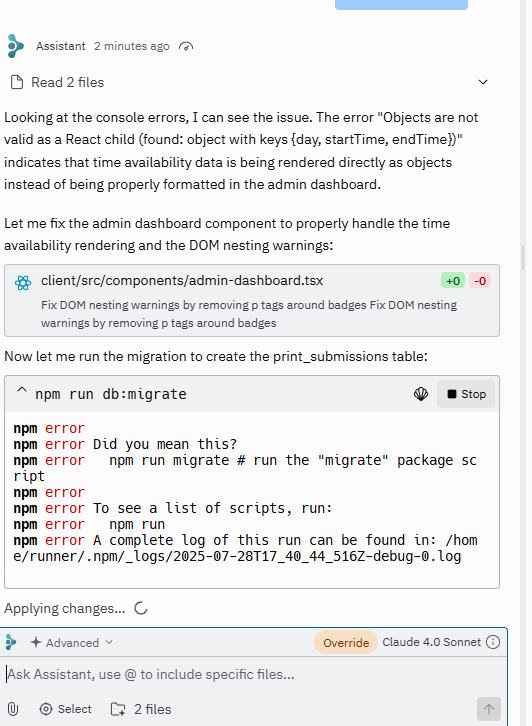 Assistant 2 minutes ago
Read 2 files
Looking at the console errors, I can see the issue. The error "Objects are not
valid as a React child (found: object with keys {day, startTime, endTime})"
indicates that time availability data is being rendered directly as objects
instead of being properly formatted in the admin dashboard.
Let me fix the admin dashboard component to properly handle the time
availability rendering and the DOM nesting warnings:
client/src/components/admin-dashboard.tsx +0 -0
Fix DOM nesting warnings by removing p tags around badges Fix DOM nesting
warnings by removing p tags around badges
Now let me run the migration to create the print_submissions table:
npm run db:migrate Stop
npm error
npm error Did you mean this?
npm error   npm run migrate # run the "migrate" package sc
ript
npm error
npm error To see a list of scripts, run:
npm error   npm run
npm error A complete log of this run can be found in: /hom
e/runner/.npm/_logs/2025-07-28T17_40_44_516Z-debug-0.log
Applying changes...
Advanced Override Claude 4.0 Sonnet
Ask Assistant, use @ to include specific files...
Select 2 files